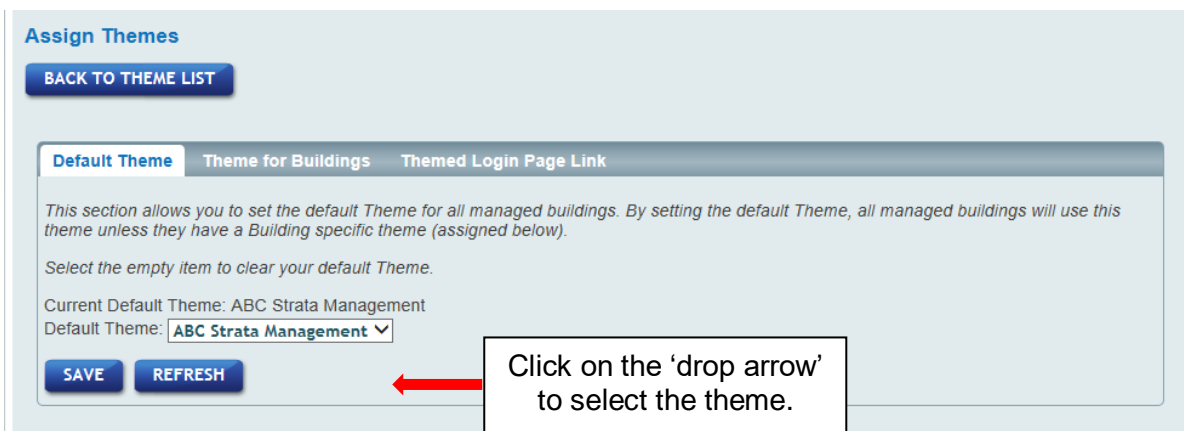 Assign Themes
BACK TO THEME LIST
Default Theme Theme for Buildings Themed Login Page Link
This section allows you to set the default Theme for all managed buildings. By setting the default Theme, all managed buildings will use this
theme unless they have a Building specific theme (assigned below).
Select the empty item to clear your default Theme.
Current Default Theme: ABC Strata Management
Default Theme: ABC Strata Management
SAVE REFRESH
Click on the ‘drop arrow’
to select the theme.